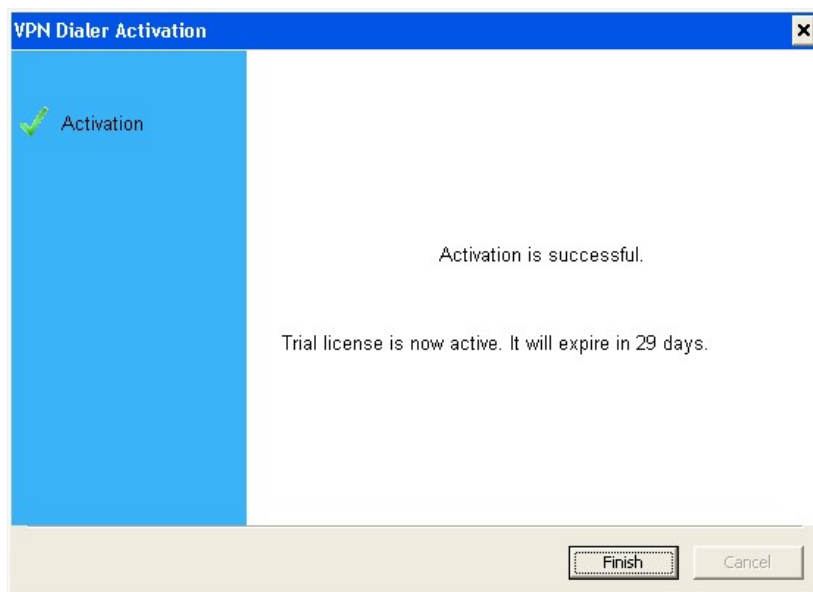 VPN Dialer Activation
Activation
Activation is successful.
Trial license is now active. It will expire in 29 days.
Finish
Cancel